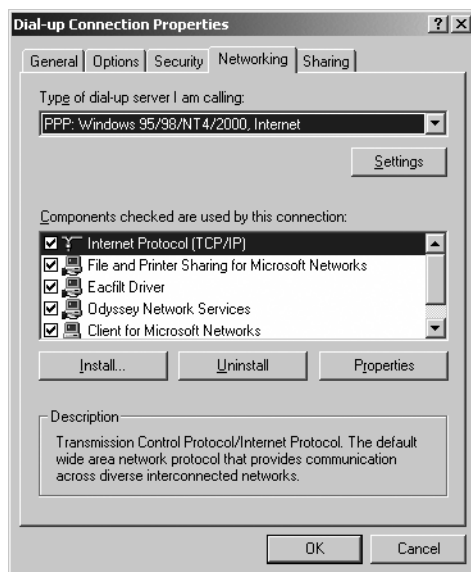 Dial-up Connection Properties
General Options Security Networking Sharing
Type of dial-up server I am calling:
PPP: Windows 95/98/NT4/2000, Internet
Settings
Components checked are used by this connection:
Internet Protocol (TCP/IP)
File and Printer Sharing for Microsoft Networks
Eacfilt Driver
Odyssey Network Services
Client for Microsoft Networks
Install... Uninstall Properties
Description
Transmission Control Protocol/Internet Protocol. The default
wide area network protocol that provides communication
across diverse interconnected networks.
OK Cancel